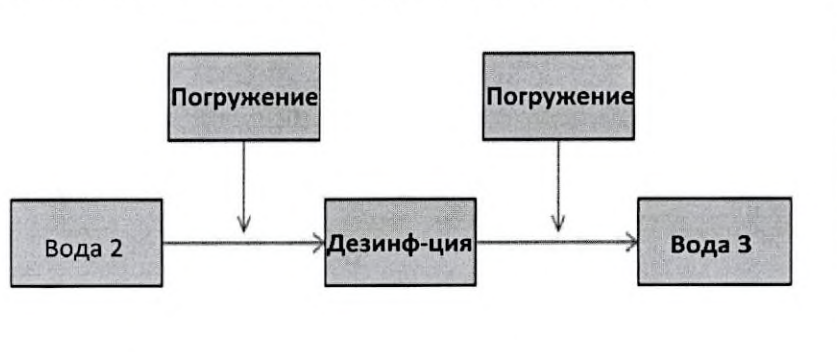 Погружение
Погружение
Вода 2
Дезинф-ция
Вода 3